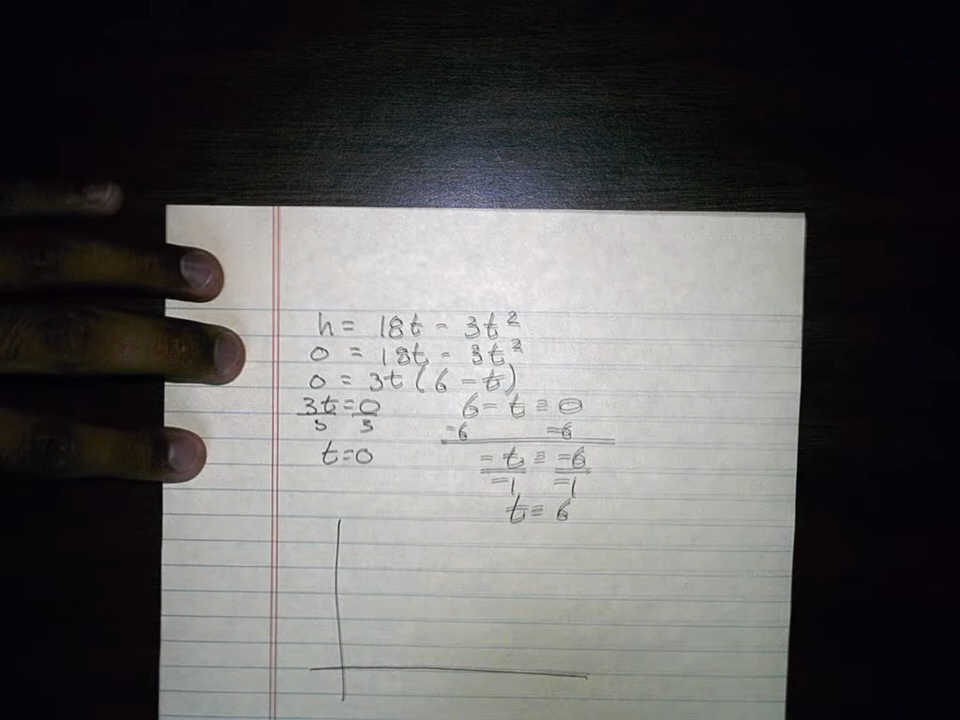 h = 18t - 3t²
0 = 18t - 3t²
0 = 3t (6 - t)
3t = 0 6 - t = 0
3 3 -6 -6
t = 0 -t = -6
-1 -1
t = 6